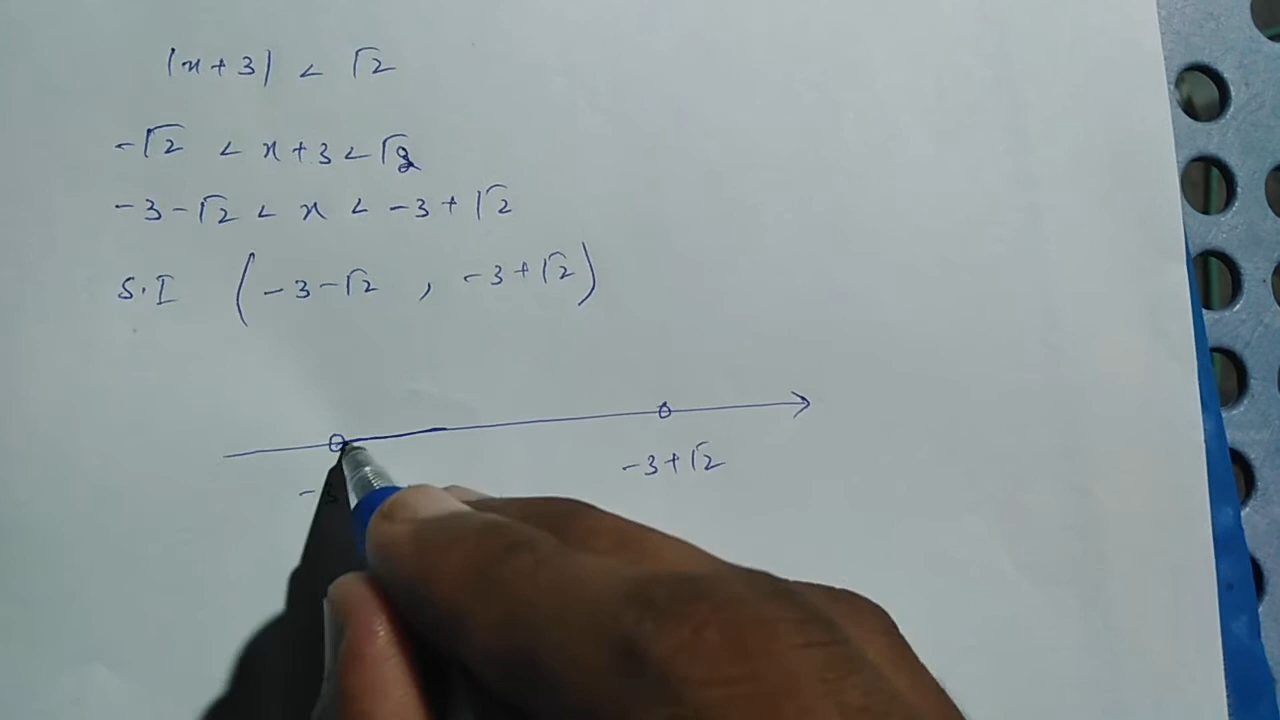 |x+3| < √2
-√2 < x+3 < √2
-3-√2 < x < -3+√2
S.I (-3-√2 , -3+√2)
-3+√2